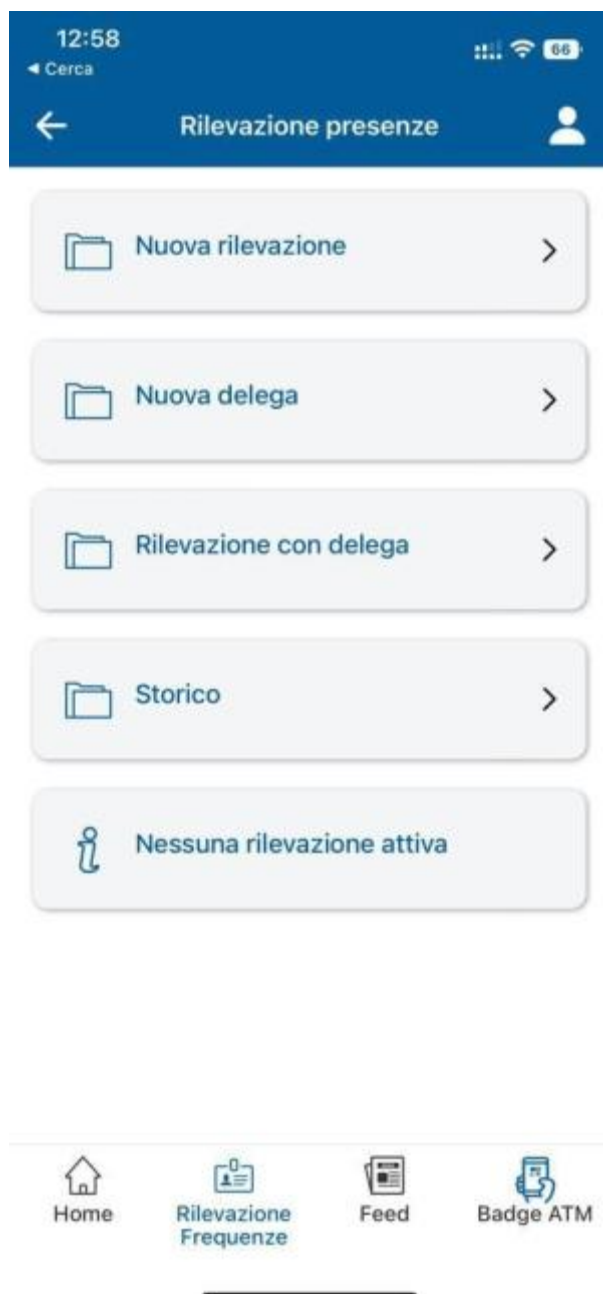 12:58
◀ Cerca
66
Rilevazione presenze
Nuova rilevazione
Nuova delega
Rilevazione con delega
Storico
Nessuna rilevazione attiva
Home
Rilevazione
Frequenze
Feed
Badge ATM